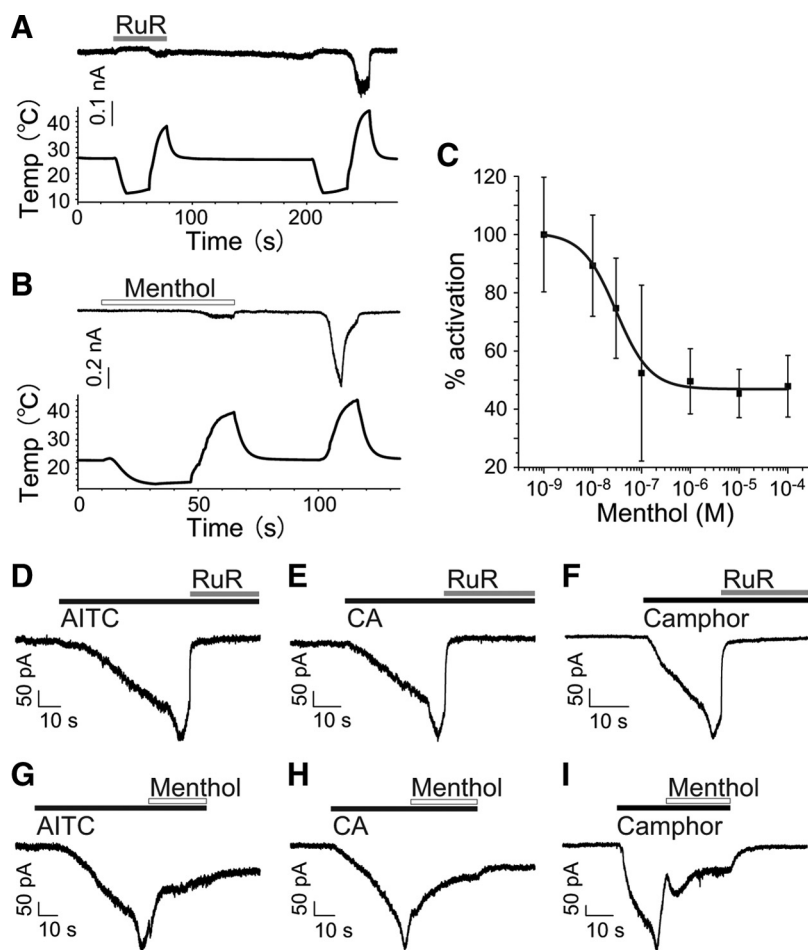 A
RuR
0.1 nA
Temp (°C)
40
30
20
10
0
100
200
Time (s)
B
Menthol
0.2 nA
Temp (°C)
40
30
20
0
50
100
Time (s)
C
% activation
120
100
80
60
40
20
10-9
10-8
10-7
10-6
10-5
10-4
Menthol (M)
D
RuR
AITC
50 pA
10 s
E
RuR
CA
50 pA
10 s
F
RuR
Camphor
50 pA
10 s
G
Menthol
AITC
50 pA
10 s
H
Menthol
CA
50 pA
10 s
I
Menthol
Camphor
50 pA
10 s